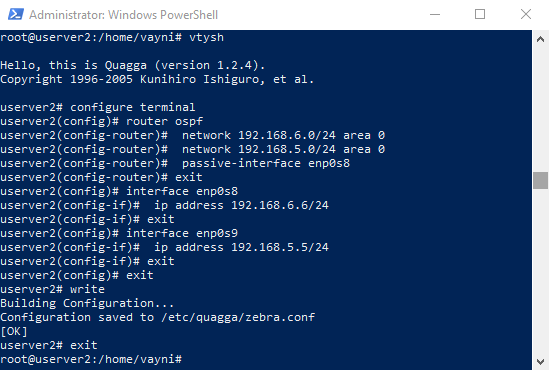 Administrator: Windows PowerShell
root@userver2:/home/vayni# vtysh
Hello, this is Quagga (version 1.2.4).
Copyright 1996-2005 Kunihiro Ishiguro, et al.
userver2# configure terminal
userver2(config)# router ospf
userver2(config-router)#  network 192.168.6.0/24 area 0
userver2(config-router)#  network 192.168.5.0/24 area 0
userver2(config-router)#  passive-interface enp0s8
userver2(config-router)# exit
userver2(config)# interface enp0s8
userver2(config-if)#  ip address 192.168.6.6/24
userver2(config-if)# exit
userver2(config)# interface enp0s9
userver2(config-if)#  ip address 192.168.5.5/24
userver2(config-if)# exit
userver2(config)# exit
userver2# write
Building Configuration...
Configuration saved to /etc/quagga/zebra.conf
[OK]
userver2# exit
root@userver2:/home/vayni#